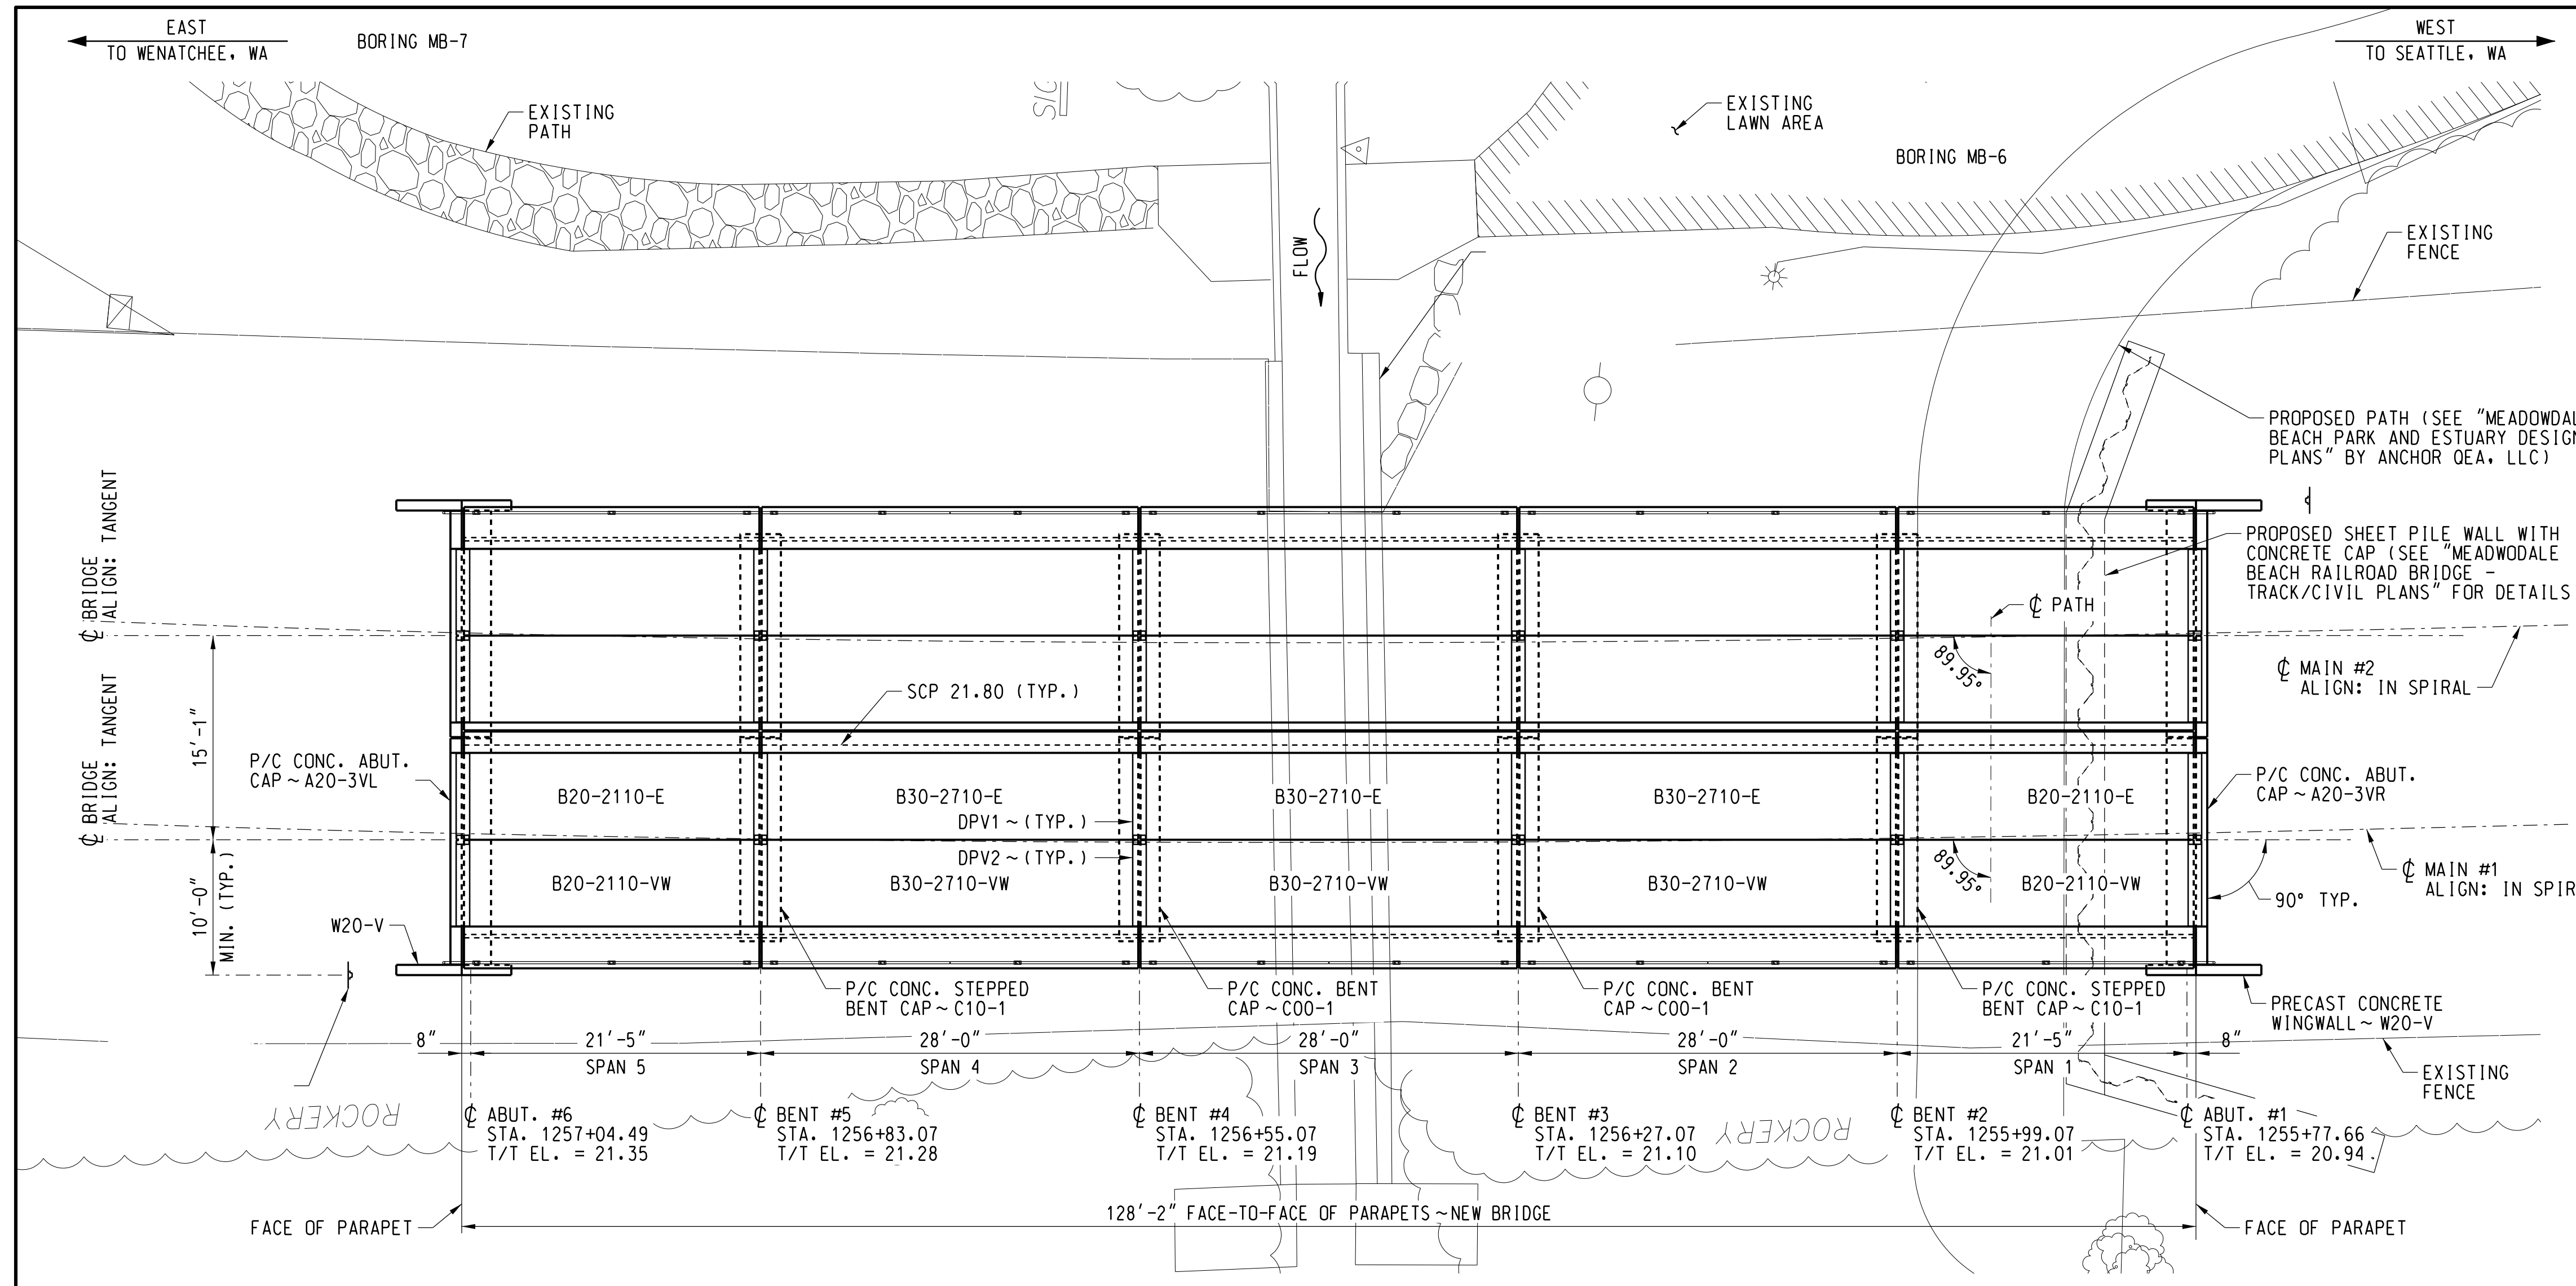 EAST
TO WENATCHEE, WA
BORING MB-7
WEST
TO SEATTLE, WA
EXISTING
PATH
SIG
EXISTING
LAWN AREA
BORING MB-6
FLOW
EXISTING
FENCE
PROPOSED PATH (SEE "MEADOWDAL
BEACH PARK AND ESTUARY DESIGN
PLANS" BY ANCHOR QEA, LLC)
PROPOSED SHEET PILE WALL WITH
CONCRETE CAP (SEE "MEADWODALE
BEACH RAILROAD BRIDGE -
TRACK/CIVIL PLANS" FOR DETAILS
℄ BRIDGE
ALIGN: TANGENT
℄ PATH
89.95°
℄ MAIN #2
ALIGN: IN SPIRAL
SCP 21.80 (TYP.)
15'-1"
℄ BRIDGE
ALIGN: TANGENT
P/C CONC. ABUT.
CAP ~ A20-3VL
B20-2110-E
B30-2710-E
B30-2710-E
B30-2710-E
B20-2110-E
P/C CONC. ABUT.
CAP ~ A20-3VR
DPV1 ~ (TYP.)
DPV2 ~ (TYP.)
89.95°
℄ MAIN #1
ALIGN: IN SPIR
B20-2110-VW
B30-2710-VW
B30-2710-VW
B30-2710-VW
B20-2110-VW
90° TYP.
10'-0"
MIN. (TYP.)
W20-V
P/C CONC. STEPPED
BENT CAP ~ C10-1
P/C CONC. BENT
CAP ~ C00-1
P/C CONC. BENT
CAP ~ C00-1
P/C CONC. STEPPED
BENT CAP ~ C10-1
PRECAST CONCRETE
WINGWALL ~ W20-V
8"
21'-5"
28'-0"
28'-0"
28'-0"
21'-5"
8"
SPAN 5
SPAN 4
SPAN 3
SPAN 2
SPAN 1
EXISTING
FENCE
ROCKERY
℄ ABUT. #6
STA. 1257+04.49
T/T EL. = 21.35
℄ BENT #5
STA. 1256+83.07
T/T EL. = 21.28
℄ BENT #4
STA. 1256+55.07
T/T EL. = 21.19
℄ BENT #3
STA. 1256+27.07
T/T EL. = 21.10
ROCKERY
℄ BENT #2
STA. 1255+99.07
T/T EL. = 21.01
℄ ABUT. #1
STA. 1255+77.66
T/T EL. = 20.94
FACE OF PARAPET
128'-2" FACE-TO-FACE OF PARAPETS ~ NEW BRIDGE
FACE OF PARAPET